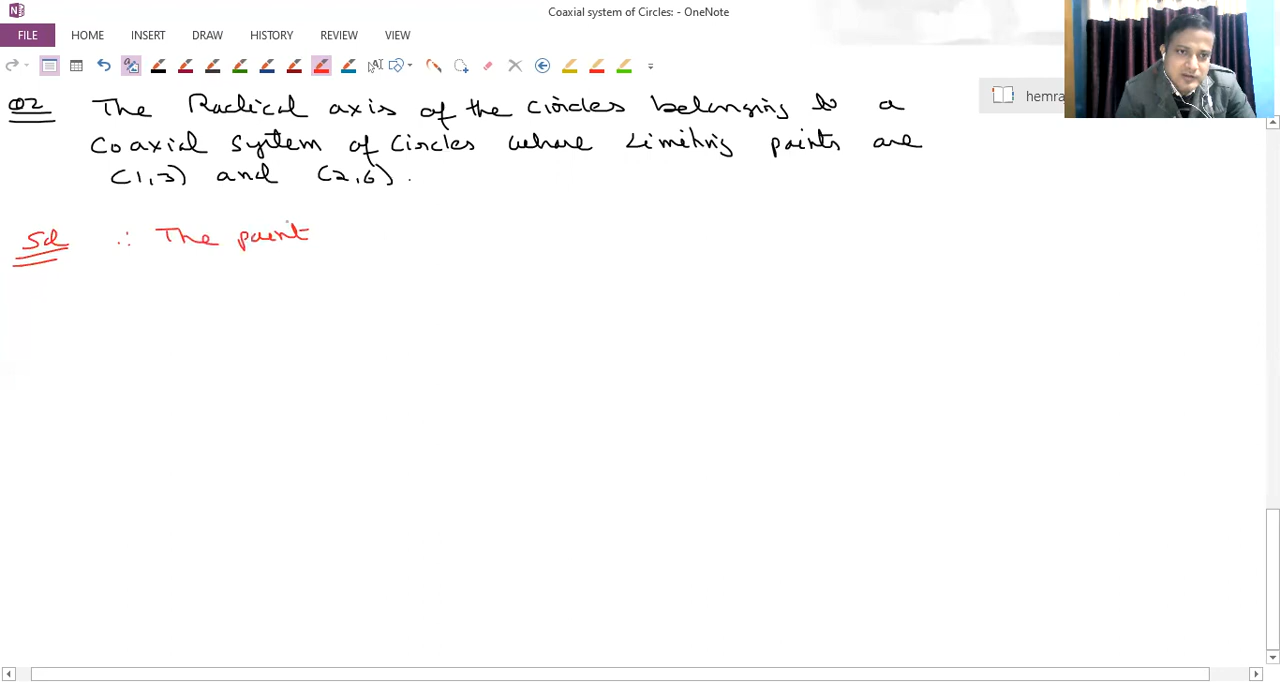 Coaxial system of Circles: - OneNote
FILE HOME INSERT DRAW HISTORY REVIEW VIEW
hemra
Q2 The Radical axis of the circles belonging to a
Coaxial system of Circles whose Limiting points are
(1,3) and (2,6).
Sol ∴ The point